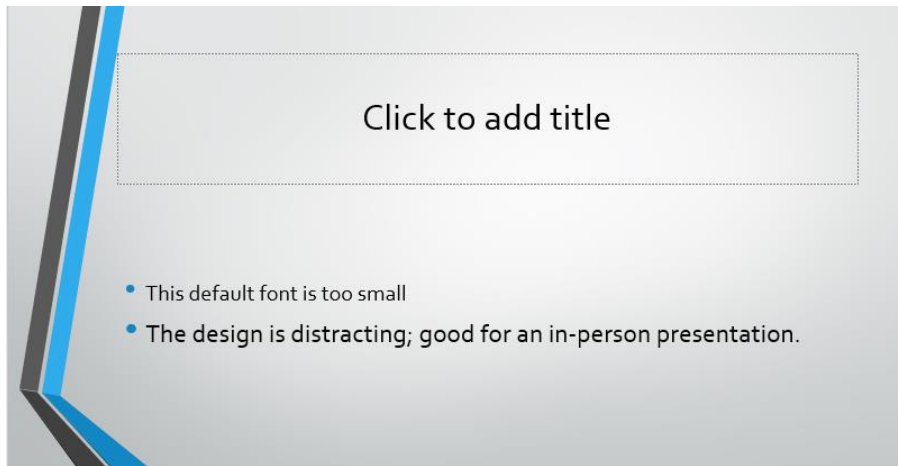 Click to add title
• This default font is too small
• The design is distracting; good for an in-person presentation.